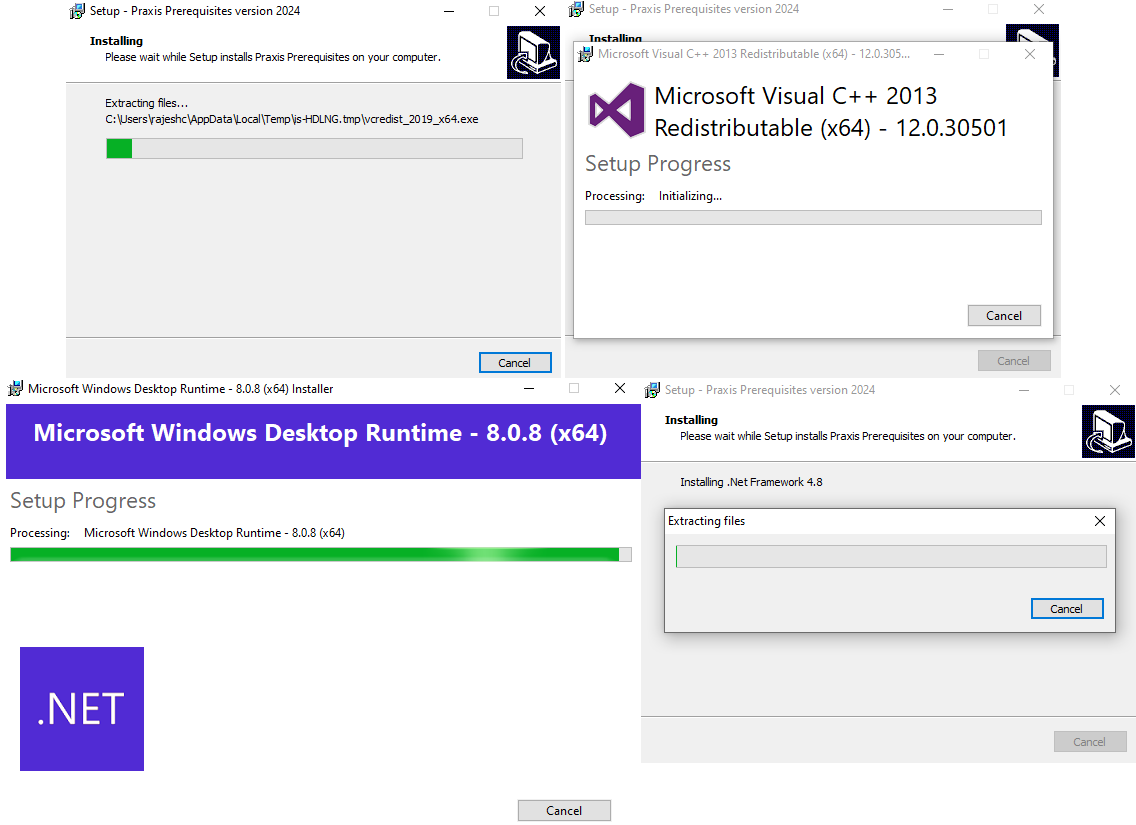 Setup - Praxis Prerequisites version 2024
Installing
Please wait while Setup installs Praxis Prerequisites on your computer.
Extracting files...
C:\Users\rajeshc\AppData\Local\Temp\is-HDLNG.tmp\vcredist_2019_x64.exe
Cancel
Setup - Praxis Prerequisites version 2024
Installing
Microsoft Visual C++ 2013 Redistributable (x64) - 12.0.305...
Microsoft Visual C++ 2013
Redistributable (x64) - 12.0.30501
Setup Progress
Processing: Initializing...
Cancel
Cancel
Microsoft Windows Desktop Runtime - 8.0.8 (x64) Installer
Microsoft Windows Desktop Runtime - 8.0.8 (x64)
Setup Progress
Processing: Microsoft Windows Desktop Runtime - 8.0.8 (x64)
.NET
Cancel
Setup - Praxis Prerequisites version 2024
Installing
Please wait while Setup installs Praxis Prerequisites on your computer.
Installing .Net Framework 4.8
Extracting files
Cancel
Cancel